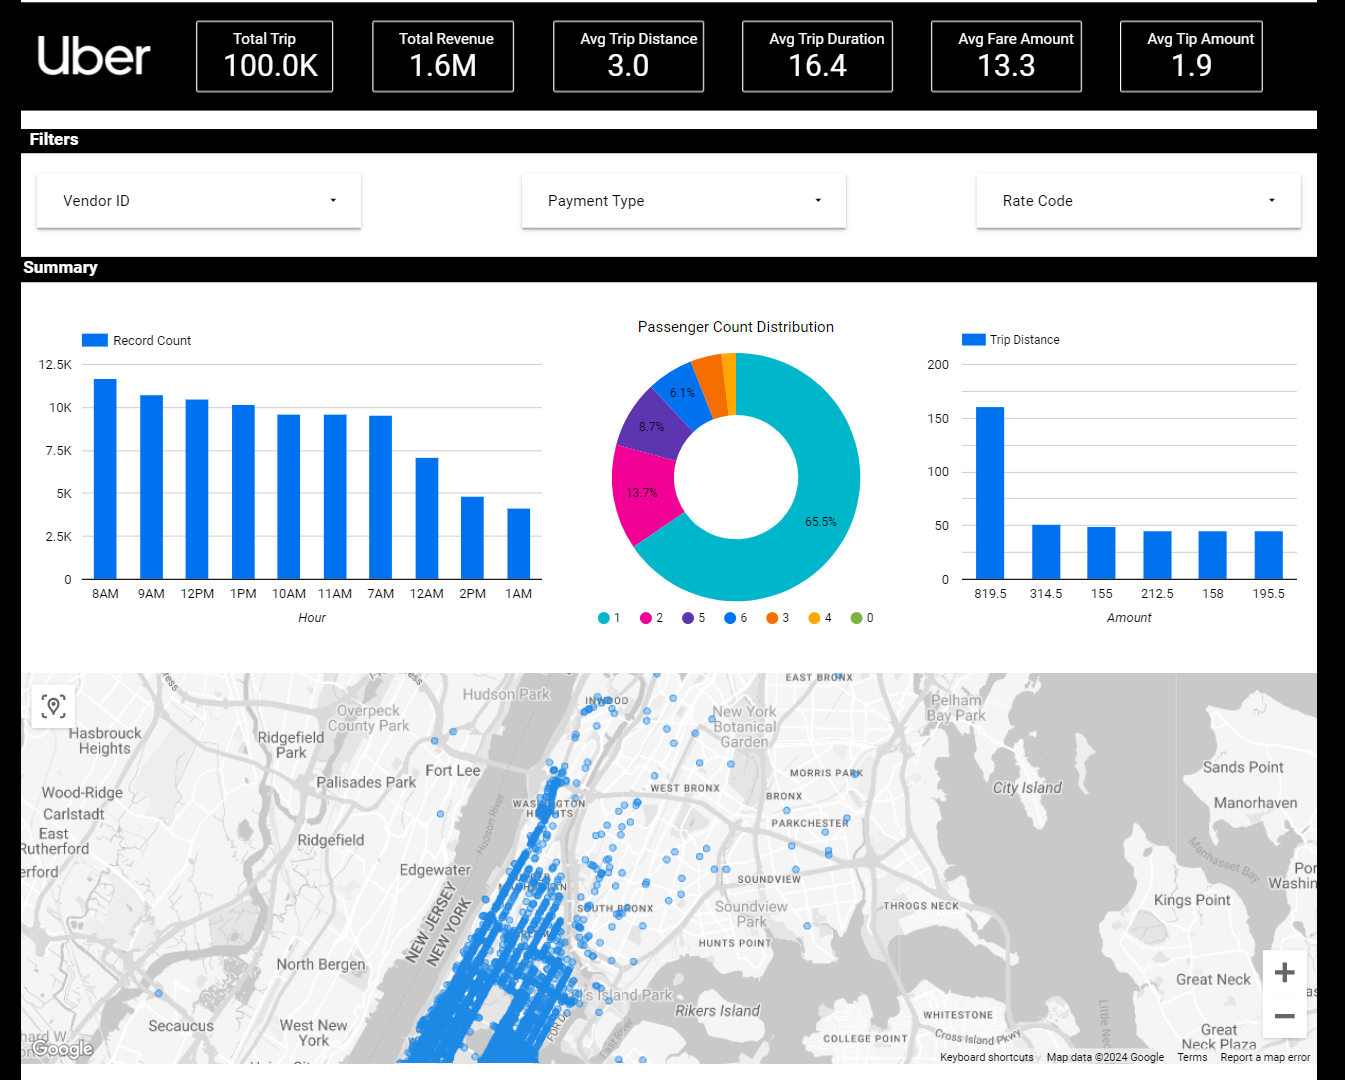 Uber
Total Trip
100.0K
Total Revenue
1.6M
Avg Trip Distance
3.0
Avg Trip Duration
16.4
Avg Fare Amount
13.3
Avg Tip Amount
1.9
Filters
Vendor ID
Payment Type
Rate Code
Summary
Record Count
12.5K
10K
7.5K
5K
2.5K
0
8AM 9AM 12PM 1PM 10AM 11AM 7AM 12AM 2PM 1AM
Hour
Passenger Count Distribution
6.1%
8.7%
13.7%
65.5%
1 2 5 6 3 4 0
Trip Distance
200
150
100
50
0
819.5 314.5 155 212.5 158 195.5
Amount
Hudson Park
INWOOD
EAST BRONX
Pelham
Bay Park
Overpeck
County Park
New York
Botanical
Garden
Hasbrouck
Heights
Ridgefield
Park
Fort Lee
Palisades Park
MORRIS PARK
WEST BRONX
BRONX
City Island
Sands Point
Manorhaven
Wood-Ridge
Carlstadt
East
Rutherford
erford
WASHINGTON
HEIGHTS
PARKCHESTER
Hudson River
Ridgefield
Edgewater
Manhasset Bay
Por
Washin
SOUNDVIEW
Soundview
Park
SOUTH BRONX
THROGS NECK
Kings Point
NEW JERSEY
NEW YORK
HUNTS POINT
North Bergen
Great Neck
's Island Park
Rikers Island
WHITESTONE
Secaucus
West New
York
FDR D
East River
COLLEGE POINT
Cross Island Pkwy
Little Nec
Great
Neck Plaza
hard W.
Google
Keyboard shortcuts
Map data ©2024 Google
Terms
Report a map error